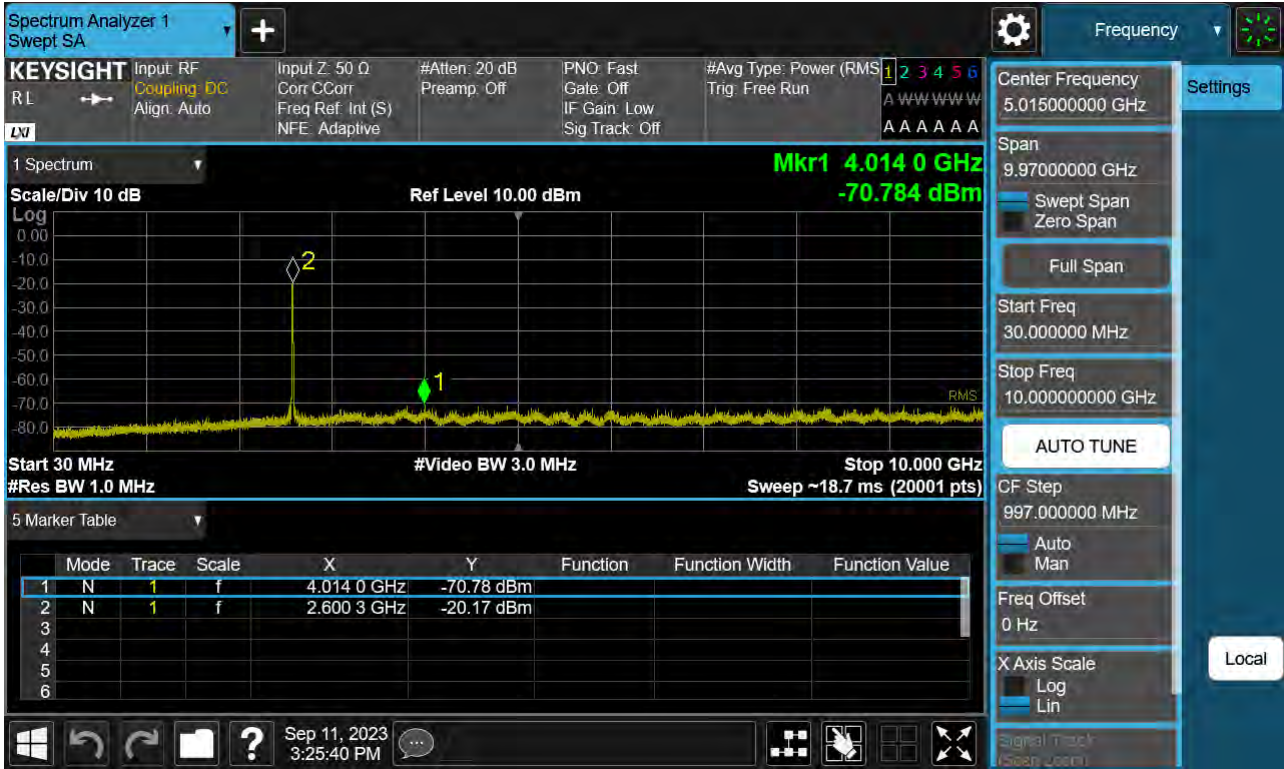 Spectrum Analyzer 1
Swept SA
Frequency
KEYSIGHT
RL
LXI
Input: RF
Coupling: DC
Align: Auto
Input Z: 50 Ω
Corr CCorr
Freq Ref: Int (S)
NFE: Adaptive
#Atten: 20 dB
Preamp: Off
PNO: Fast
Gate: Off
IF Gain: Low
Sig Track: Off
#Avg Type: Power (RMS
Trig: Free Run
1 2 3 4 5 6
A W W W W W
A A A A A A
Center Frequency
5.015000000 GHz
Settings
Span
9.97000000 GHz
Swept Span
Zero Span
Full Span
Start Freq
30.000000 MHz
Stop Freq
10.000000000 GHz
AUTO TUNE
CF Step
997.000000 MHz
Auto
Man
Freq Offset
0 Hz
X Axis Scale
Log
Lin
Signal Track
(Span Zoom)
Local
1 Spectrum
Mkr1 4.014 0 GHz
-70.784 dBm
Scale/Div 10 dB
Ref Level 10.00 dBm
Log
0.00
-10.0
-20.0
-30.0
-40.0
-50.0
-60.0
-70.0
-80.0
2
1
RMS
Start 30 MHz
#Video BW 3.0 MHz
Stop 10.000 GHz
#Res BW 1.0 MHz
Sweep ~18.7 ms (20001 pts)
5 Marker Table
Mode Trace Scale X Y Function Function Width Function Value
1 N 1 f 4.014 0 GHz -70.78 dBm
2 N 1 f 2.600 3 GHz -20.17 dBm
3
4
5
6
?
Sep 11, 2023
3:25:40 PM